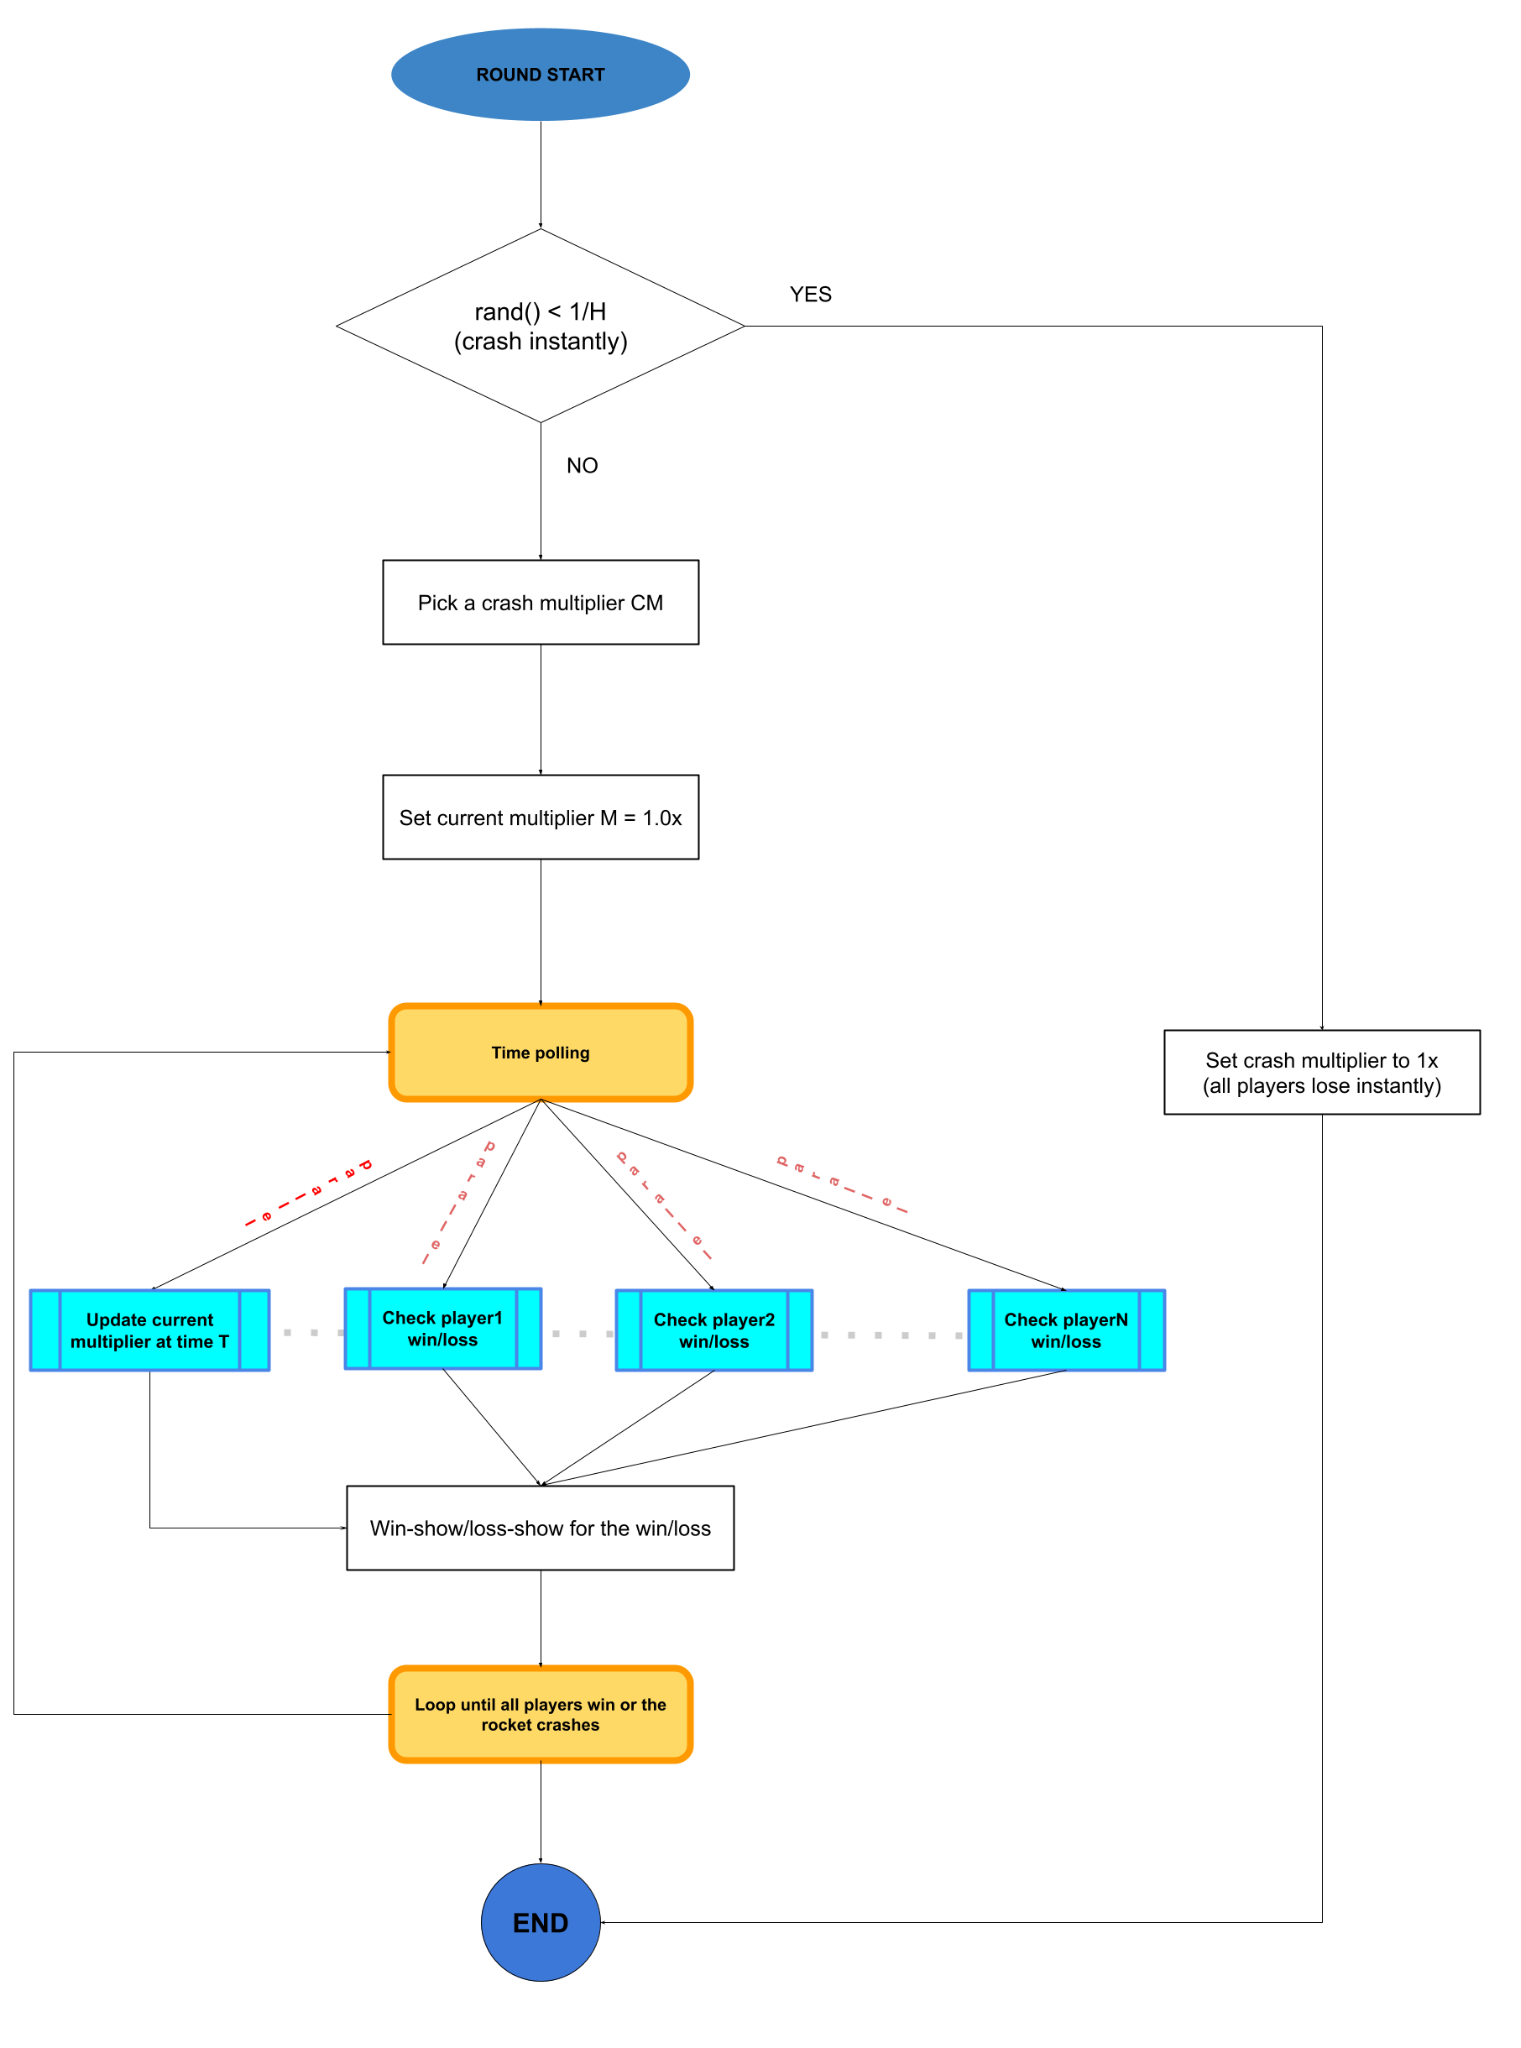 ROUND START
rand() < 1/H
(crash instantly)
YES
NO
Pick a crash multiplier CM
Set current multiplier M = 1.0x
Time polling
Set crash multiplier to 1x
(all players lose instantly)
Parallel
Parallel
Parallel
Parallel
Update current
multiplier at time T
Check player1
win/loss
Check player2
win/loss
Check playerN
win/loss
Win-show/loss-show for the win/loss
Loop until all players win or the
rocket crashes
END